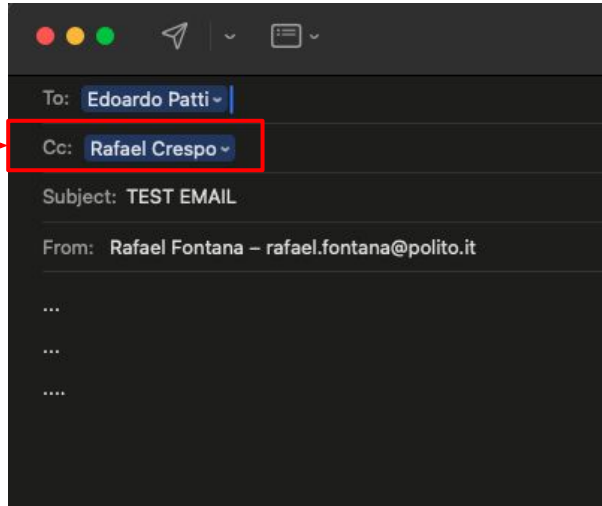 To: Edoardo Patti
Cc: Rafael Crespo
Subject: TEST EMAIL
From: Rafael Fontana – rafael.fontana@polito.it
...
...
....